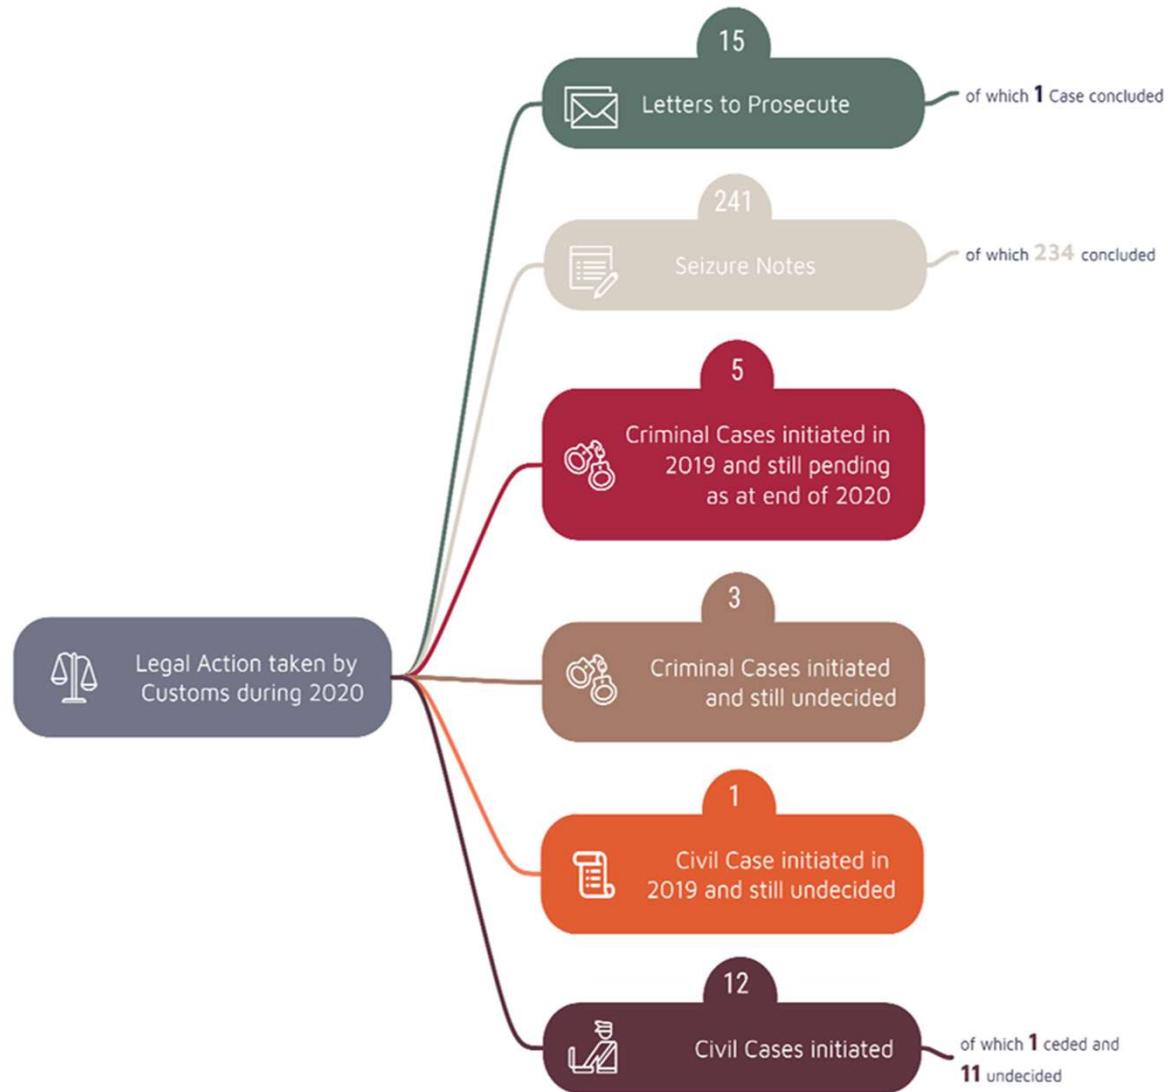 15
Letters to Prosecute
of which 1 Case concluded
241
Seizure Notes
of which 234 concluded
5
Criminal Cases initiated in
2019 and still pending
as at end of 2020
3
Criminal Cases initiated
and still undecided
Legal Action taken by
Customs during 2020
1
Civil Case initiated in
2019 and still undecided
12
Civil Cases initiated
of which 1 ceded and
11 undecided